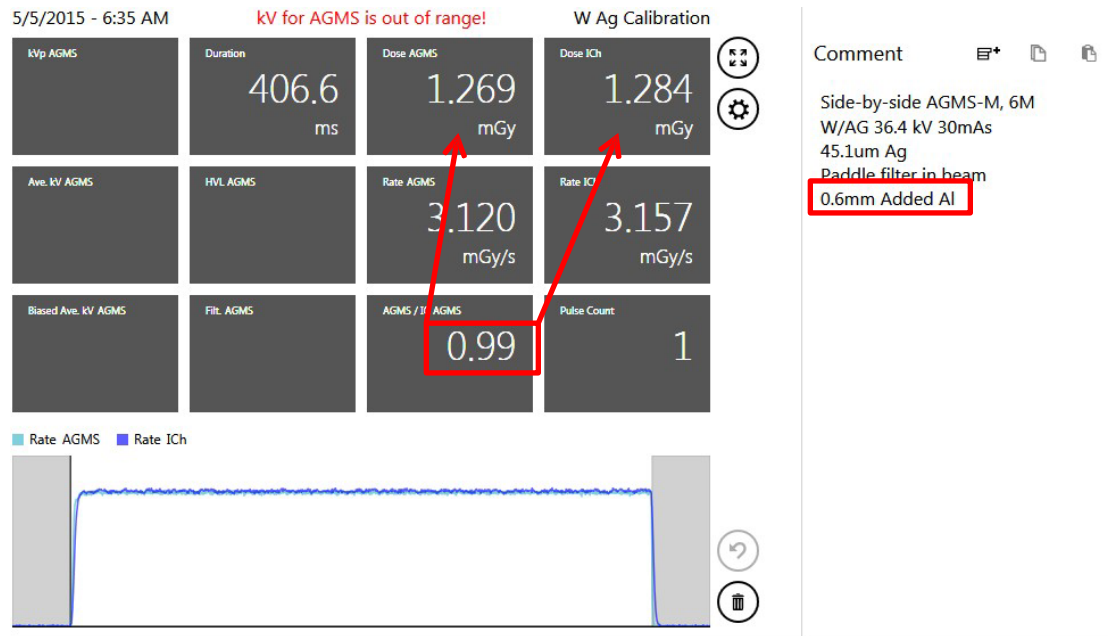 5/5/2015 - 6:35 AM
kV for AGMS is out of range!
W Ag Calibration
kVp AGMS
Duration
406.6
ms
Dose AGMS
1.269
mGy
Dose ICh
1.284
mGy
Ave. kV AGMS
HVL AGMS
Rate AGMS
3.120
mGy/s
Rate ICh
3.157
mGy/s
Biased Ave. kV AGMS
Filt. AGMS
AGMS / AGMS
0.99
Pulse Count
1
Rate AGMS
Rate ICh
Comment
Side-by-side AGMS-M, 6M
W/AG 36.4 kV 30mAs
45.1um Ag
Paddle filter in beam
0.6mm Added Al